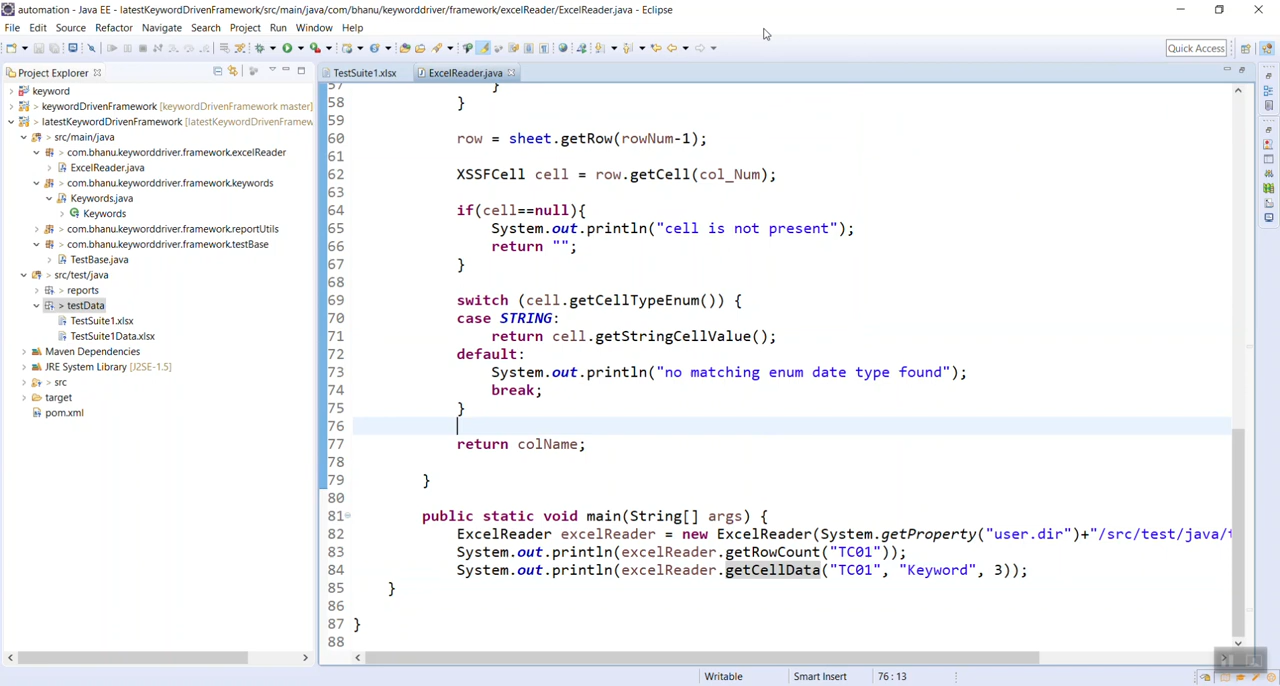 automation - Java EE - latestKeywordDrivenFramework/src/main/java/com/bhanu/keyworddriver/framework/excelReader/ExcelReader.java - Eclipse
File Edit Source Refactor Navigate Search Project Run Window Help
Quick Access
Project Explorer
keyword
> keywordDrivenFramework [keywordDrivenFramework master]
> latestKeywordDrivenFramework [latestKeywordDrivenFramew
> src/main/java
> com.bhanu.keyworddriver.framework.excelReader
> ExcelReader.java
> com.bhanu.keyworddriver.framework.keywords
Keywords.java
Keywords
> com.bhanu.keyworddriver.framework.reportUtils
> com.bhanu.keyworddriver.framework.testBase
> TestBase.java
> src/test/java
> reports
> testData
TestSuite1.xlsx
TestSuite1Data.xlsx
Maven Dependencies
JRE System Library [J2SE-1.5]
> src
target
pom.xml
TestSuite1.xlsx ExcelReader.java
57 }
58 }
59
60 row = sheet.getRow(rowNum-1);
61
62 XSSFCell cell = row.getCell(col_Num);
63
64 if(cell==null){
65 System.out.println("cell is not present");
66 return "";
67 }
68
69 switch (cell.getCellTypeEnum()) {
70 case STRING:
71 return cell.getStringCellValue();
72 default:
73 System.out.println("no matching enum date type found");
74 break;
75 }
76
77 return colName;
78
79 }
80
81 public static void main(String[] args) {
82 ExcelReader excelReader = new ExcelReader(System.getProperty("user.dir")+"/src/test/java/t
83 System.out.println(excelReader.getRowCount("TC01"));
84 System.out.println(excelReader.getCellData("TC01", "Keyword", 3));
85 }
86
87 }
88
Writable Smart Insert 76 : 13